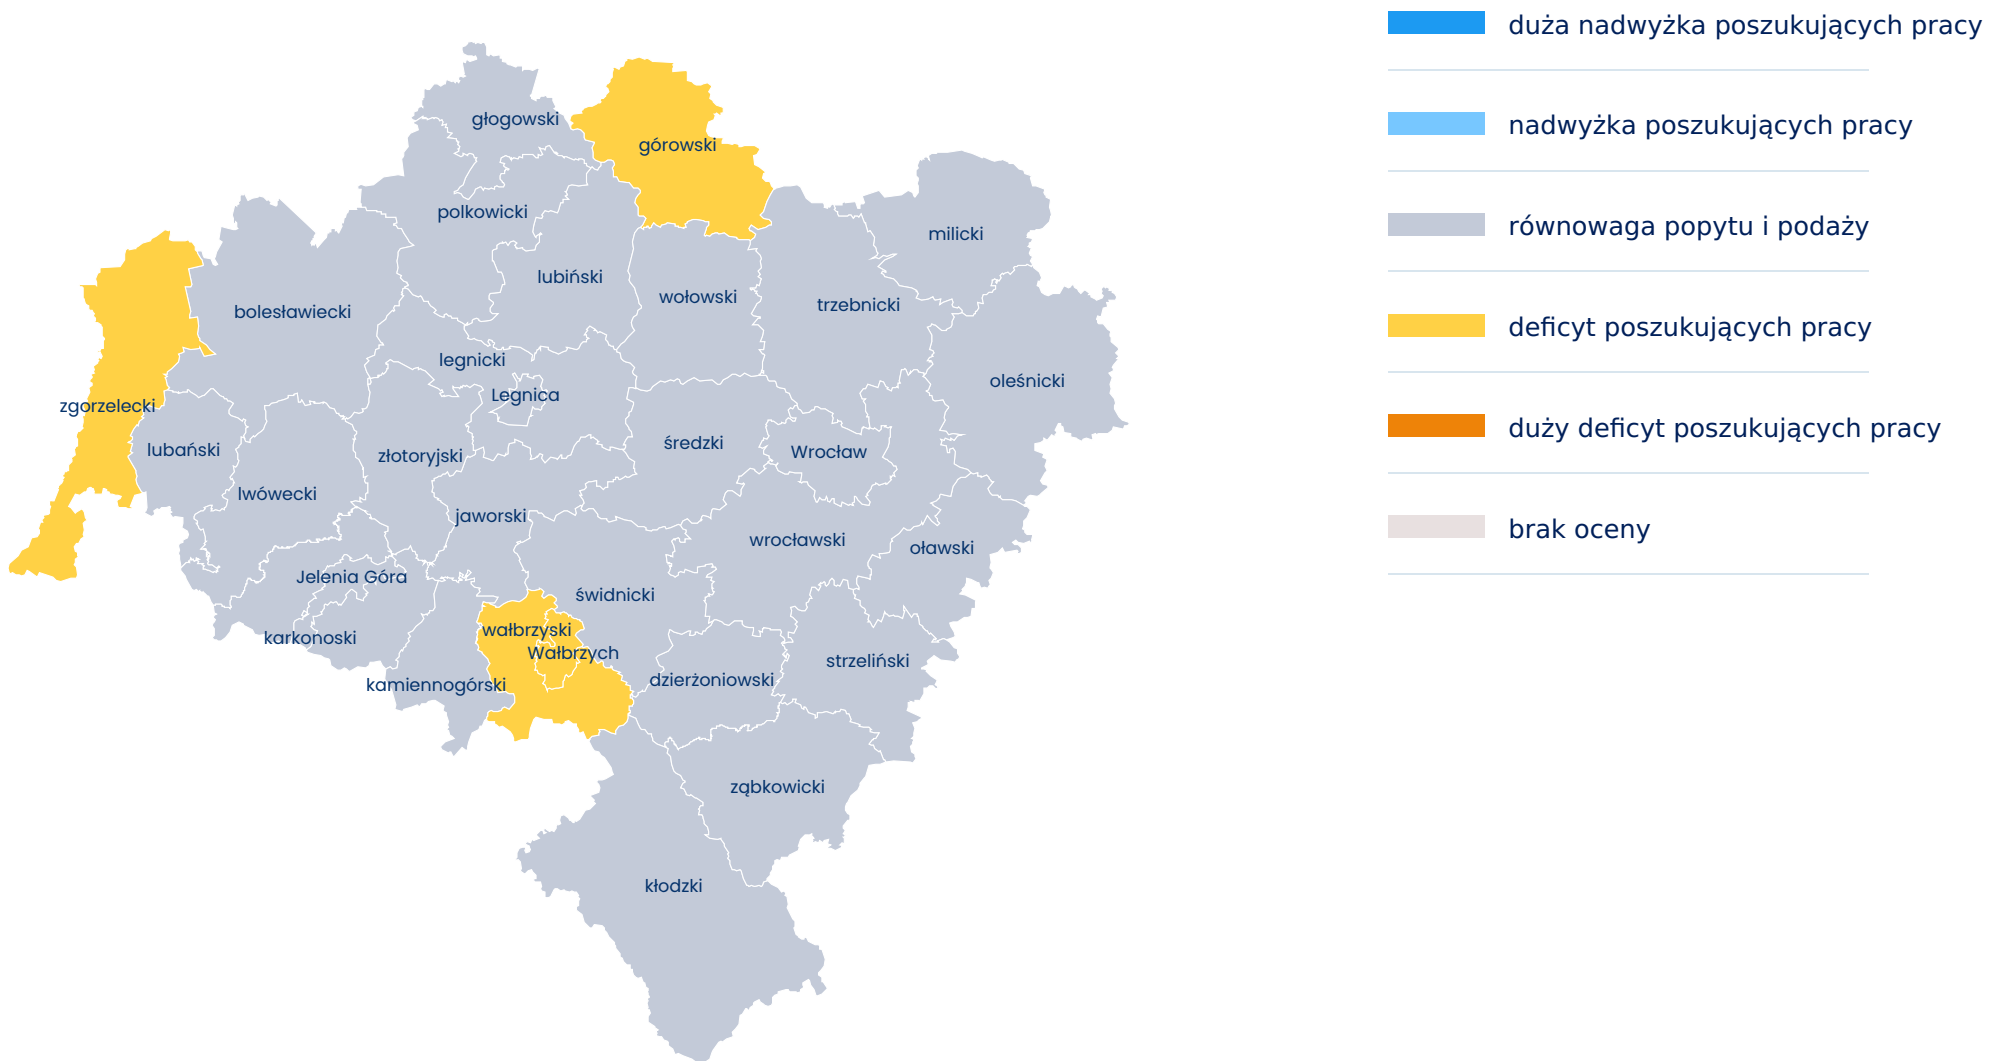 głogowski
górowski
polkowicki
milicki
lubiński
wołowski
trzebnicki
bolesławiecki
legnicki
Legnica
oleśnicki
zgorzelecki
lubański
złotoryjski
średzki
Wrocław
lwówecki
jaworski
wrocławski
oławski
Jelenia Góra
świdnicki
karkonoski
wałbrzyski
Wałbrzych
strzeliński
kamiennogórski
dzierżoniowski
ząbkowicki
kłodzki
duża nadwyżka poszukujących pracy
nadwyżka poszukujących pracy
równowaga popytu i podaży
deficyt poszukujących pracy
duży deficyt poszukujących pracy
brak oceny